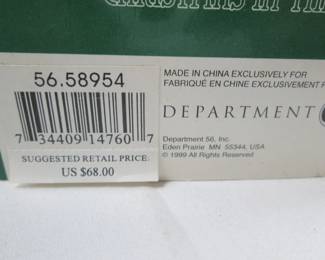 56.58954
7 34409 14760 7
SUGGESTED RETAIL PRICE:
US $68.00
MADE IN CHINA EXCLUSIVELY FOR
FABRIQUÉ EN CHINE EXCLUSIVEMENT P
DEPARTMENT
Department 56, Inc.
Eden Prairie MN 55344, USA
© 1999 All Rights Reserved